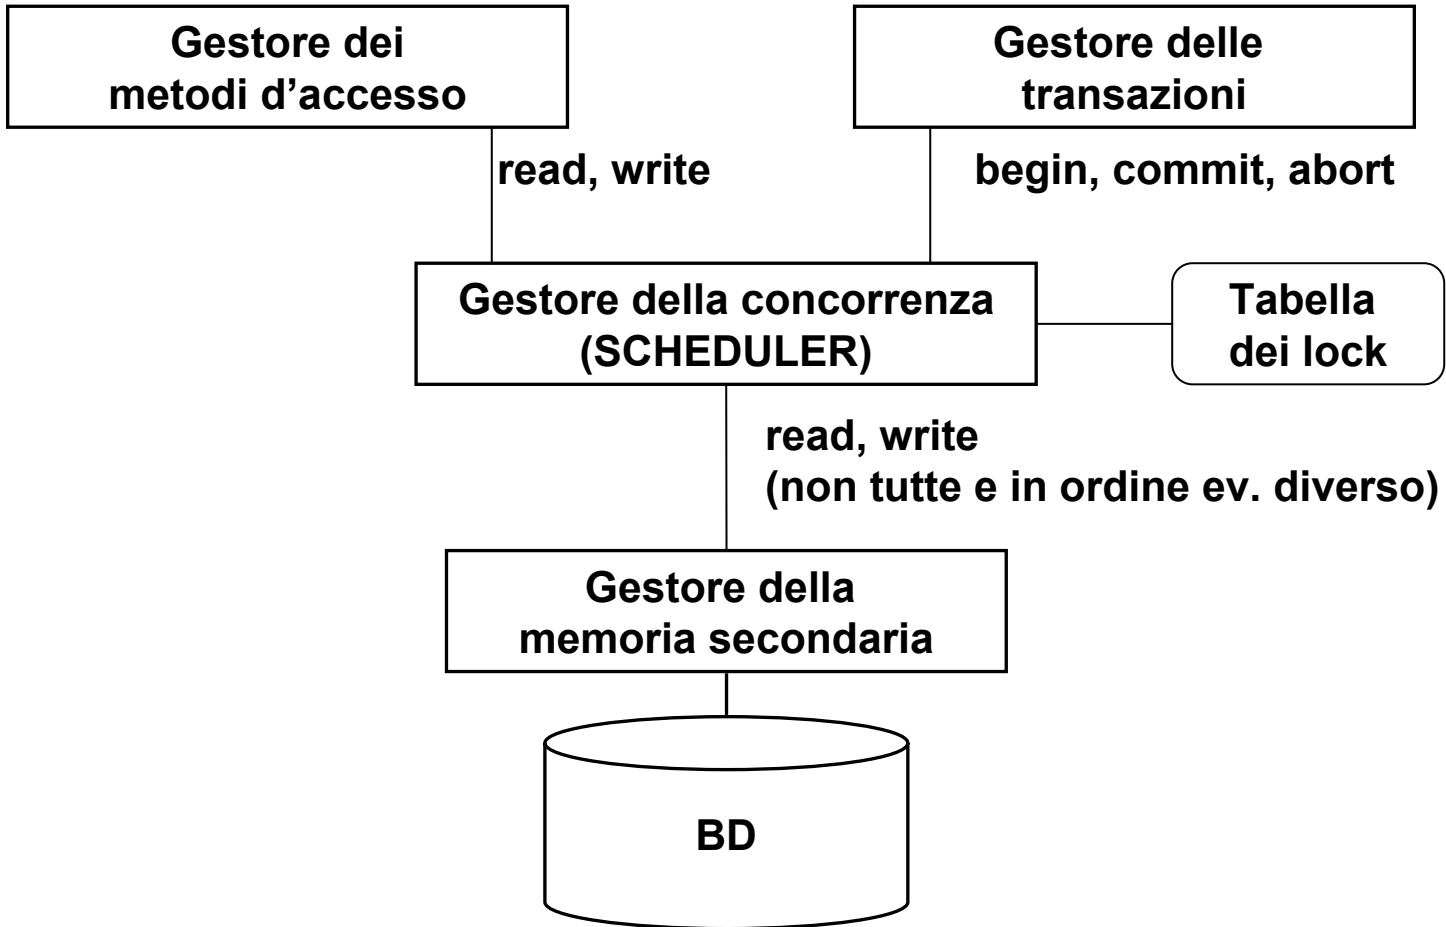 Gestore dei
metodi d’accesso
Gestore delle
transazioni
read, write
begin, commit, abort
Gestore della concorrenza
(SCHEDULER)
Tabella
dei lock
read, write
(non tutte e in ordine ev. diverso)
Gestore della
memoria secondaria
BD